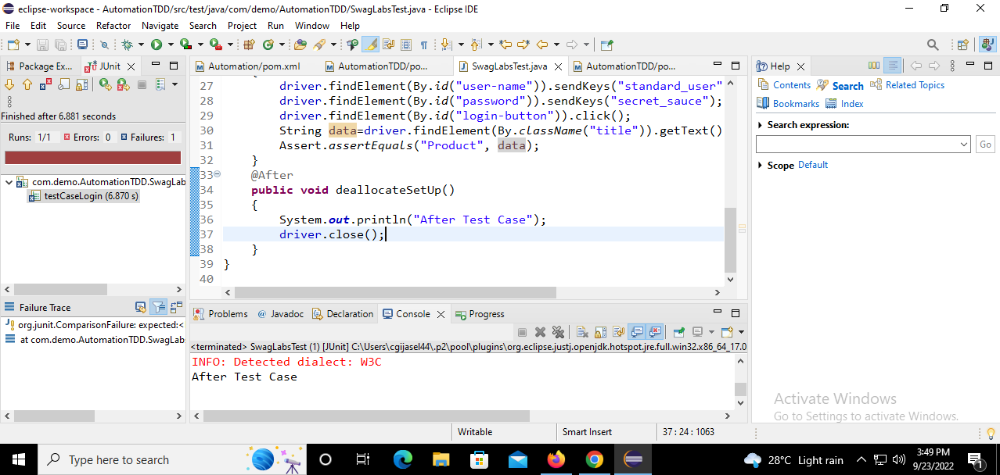 eclipse-workspace - AutomationTDD/src/test/java/com/demo/AutomationTDD/SwagLabsTest.java - Eclipse IDE
File Edit Source Refactor Navigate Search Project Run Window Help
Package Ex... JUnit
Automation/pom.xml AutomationTDD/po... SwagLabsTest.java AutomationTDD/po...
Help
Contents Search Related Topics
Bookmarks Index
Search expression:
Go
Scope Default
Finished after 6.881 seconds
Runs: 1/1 Errors: 0 Failures: 1
com.demo.AutomationTDD.SwagLab
testCaseLogin (6.870 s)
27 driver.findElement(By.id("user-name")).sendKeys("standard_user"
28 driver.findElement(By.id("password")).sendKeys("secret_sauce");
29 driver.findElement(By.id("login-button")).click();
30 String data=driver.findElement(By.className("title")).getText()
31 Assert.assertEquals("Product", data);
32 }
33 @After
34 public void deallocateSetUp()
35 {
36 System.out.println("After Test Case");
37 driver.close();
38 }
39 }
40
Failure Trace
org.junit.ComparisonFailure: expected:<
at com.demo.AutomationTDD.SwagLab
Problems @ Javadoc Declaration Console Progress
<terminated> SwagLabsTest (1) [JUnit] C:\Users\cgijasel44\.p2\pool\plugins\org.eclipse.justj.openjdk.hotspot.jre.full.win32.x86_64_17.0
INFO: Detected dialect: W3C
After Test Case
Activate Windows
Go to Settings to activate Windows.
Writable Smart Insert 37 : 24 : 1063
Type here to search
28°C Light rain
3:49 PM
9/23/2022
1